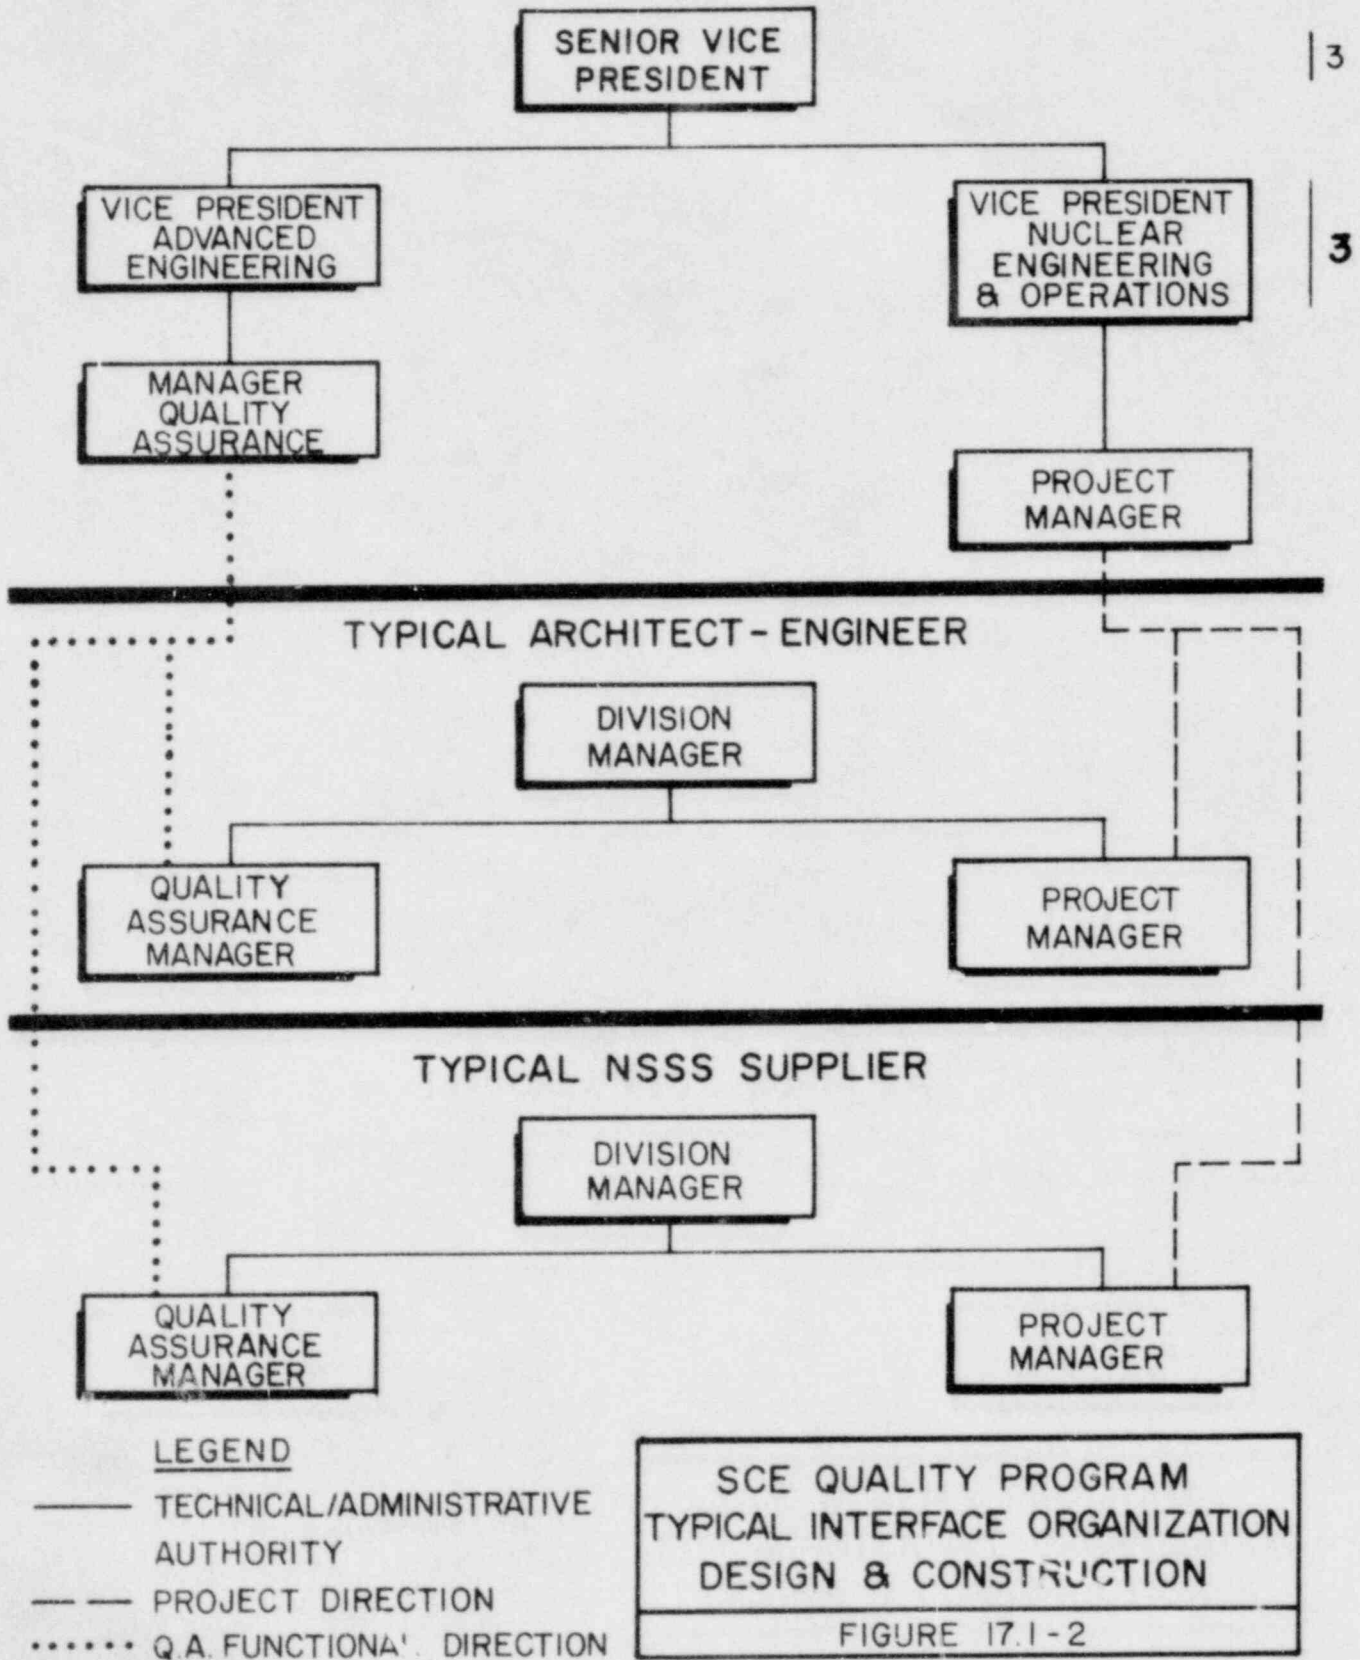 SENIOR VICE
PRESIDENT
3
VICE PRESIDENT
ADVANCED
ENGINEERING
VICE PRESIDENT
NUCLEAR
ENGINEERING
& OPERATIONS
3
MANAGER
QUALITY
ASSURANCE
PROJECT
MANAGER
TYPICAL ARCHITECT-ENGINEER
DIVISION
MANAGER
QUALITY
ASSURANCE
MANAGER
PROJECT
MANAGER
TYPICAL NSSS SUPPLIER
DIVISION
MANAGER
QUALITY
ASSURANCE
MANAGER
PROJECT
MANAGER
LEGEND
TECHNICAL/ADMINISTRATIVE
AUTHORITY
PROJECT DIRECTION
Q.A. FUNCTIONAL DIRECTION
SCE QUALITY PROGRAM
TYPICAL INTERFACE ORGANIZATION
DESIGN & CONSTRUCTION
FIGURE 17.1-2